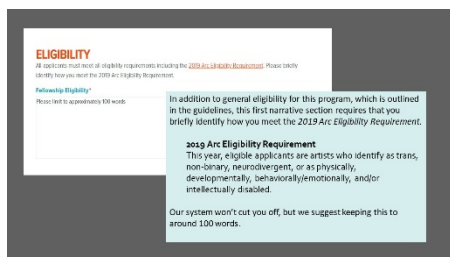 ELIGIBILITY
All applicants must meet all eligibility requirements including the 2019 Arc Eligibility Requirement. Please briefly
identify how you meet the 2019 Arc Eligibility Requirement.
Fellowship Eligibility*
Please limit to approximately 100 words.
In addition to general eligibility for this program, which is outlined
in the guidelines, this first narrative section requires that you
briefly identify how you meet the 2019 Arc Eligibility Requirement.
2019 Arc Eligibility Requirement
This year, eligible applicants are artists who identify as trans,
non-binary, neurodivergent, or as physically,
developmentally, behaviorally/emotionally, and/or
intellectually disabled.
Our system won't cut you off, but we suggest keeping this to
around 100 words.